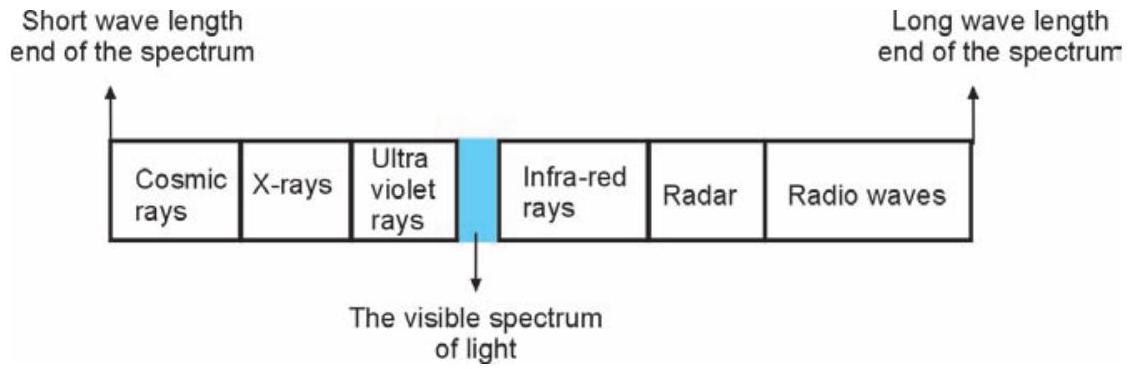 Short wave length
end of the spectrum
Long wave length
end of the spectrum
Cosmic
rays
X-rays
Ultra
violet
rays
Infra-red
rays
Radar
Radio waves
The visible spectrum
of light